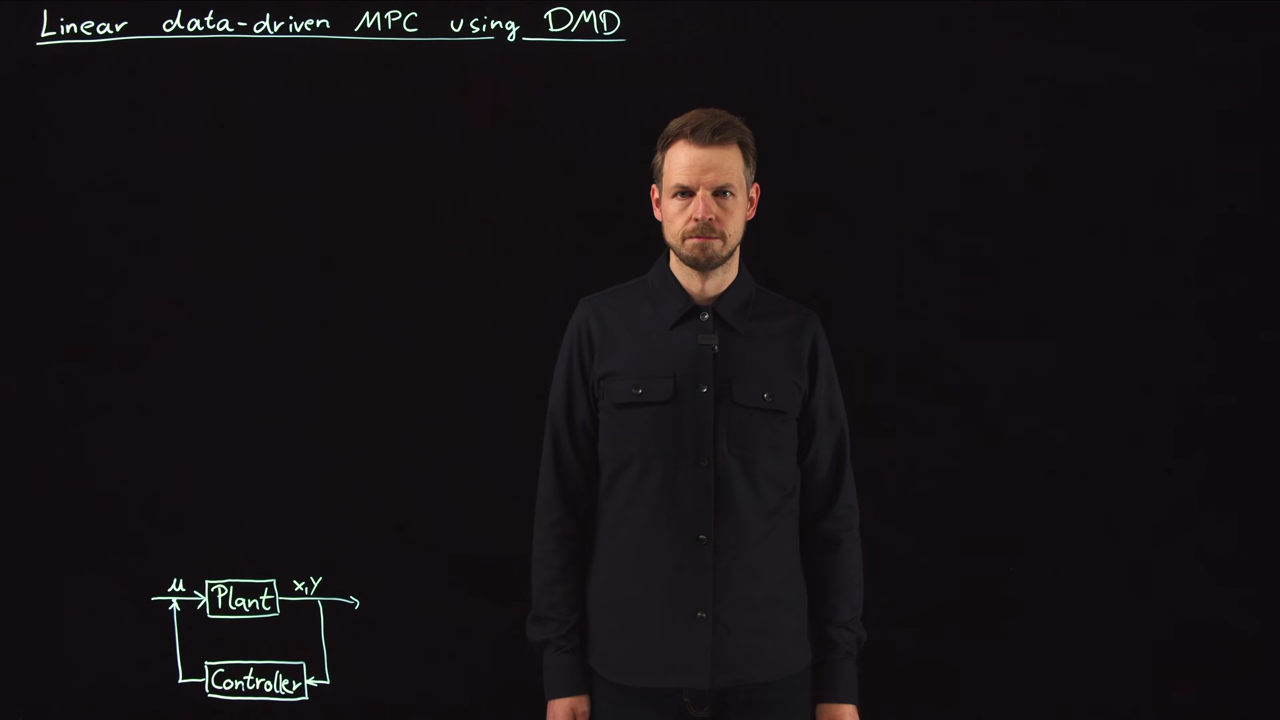 Linear data-driven MPC using DMD
u x,y
Plant
Controller